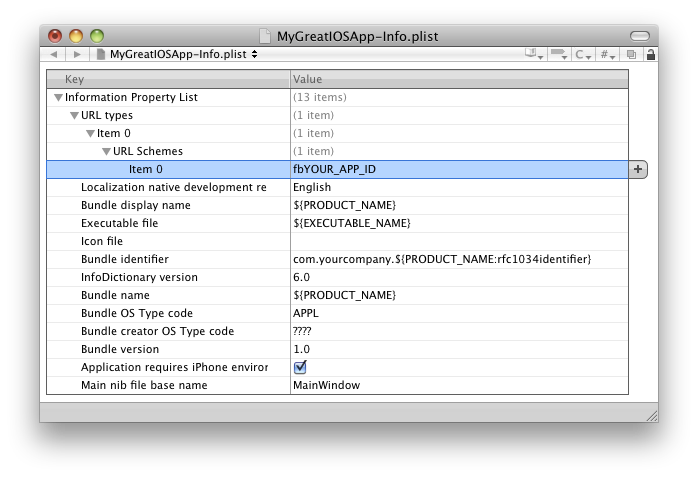 MyGreatIOSApp-Info.plist
MyGreatIOSApp-Info.plist C #
Key Value
Information Property List (13 items)
URL types (1 item)
Item 0 (1 item)
URL Schemes (1 item)
Item 0 fbYOUR_APP_ID +
Localization native development re English
Bundle display name ${PRODUCT_NAME}
Executable file ${EXECUTABLE_NAME}
Icon file
Bundle identifier com.yourcompany.${PRODUCT_NAME:rfc1034identifier}
InfoDictionary version 6.0
Bundle name ${PRODUCT_NAME}
Bundle OS Type code APPL
Bundle creator OS Type code ????
Bundle version 1.0
Application requires iPhone enviror
Main nib file base name MainWindow